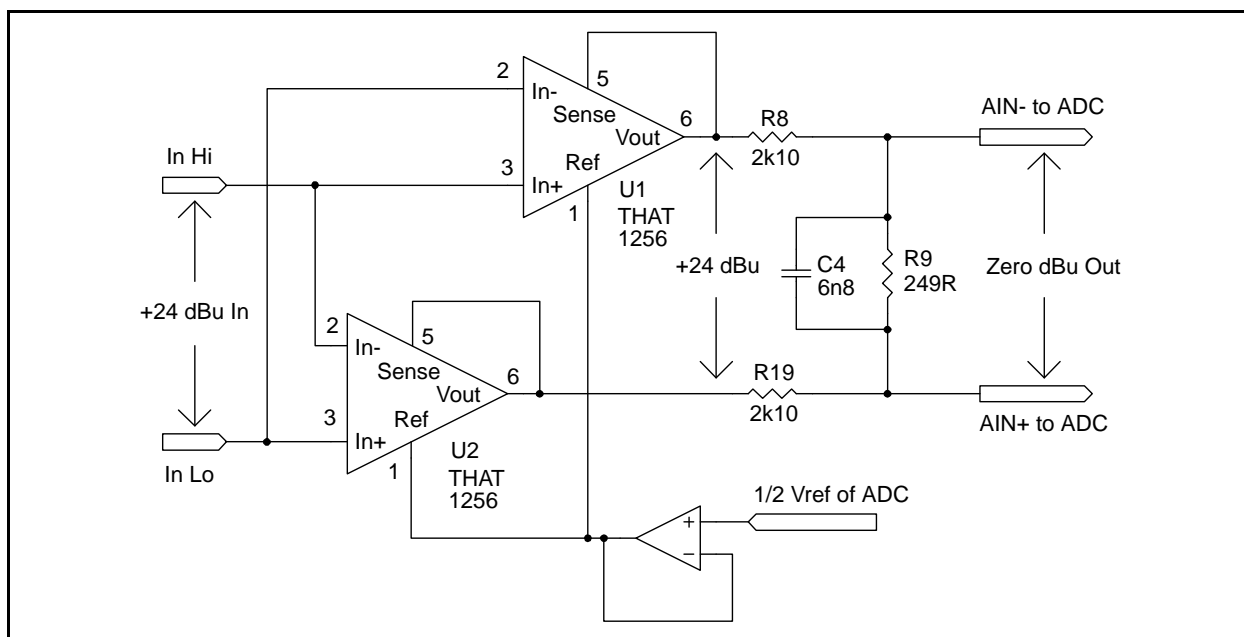 2
In-
5
Sense
6
Vout
Ref
3
In+
1
U1
THAT
1256
R8
2k10
AIN- to ADC
In Hi
+24 dBu In
+24 dBu
C4
6n8
R9
249R
Zero dBu Out
2
In-
5
Sense
6
Vout
Ref
3
In+
1
U2
THAT
1256
R19
2k10
AIN+ to ADC
In Lo
1/2 Vref of ADC
+
−